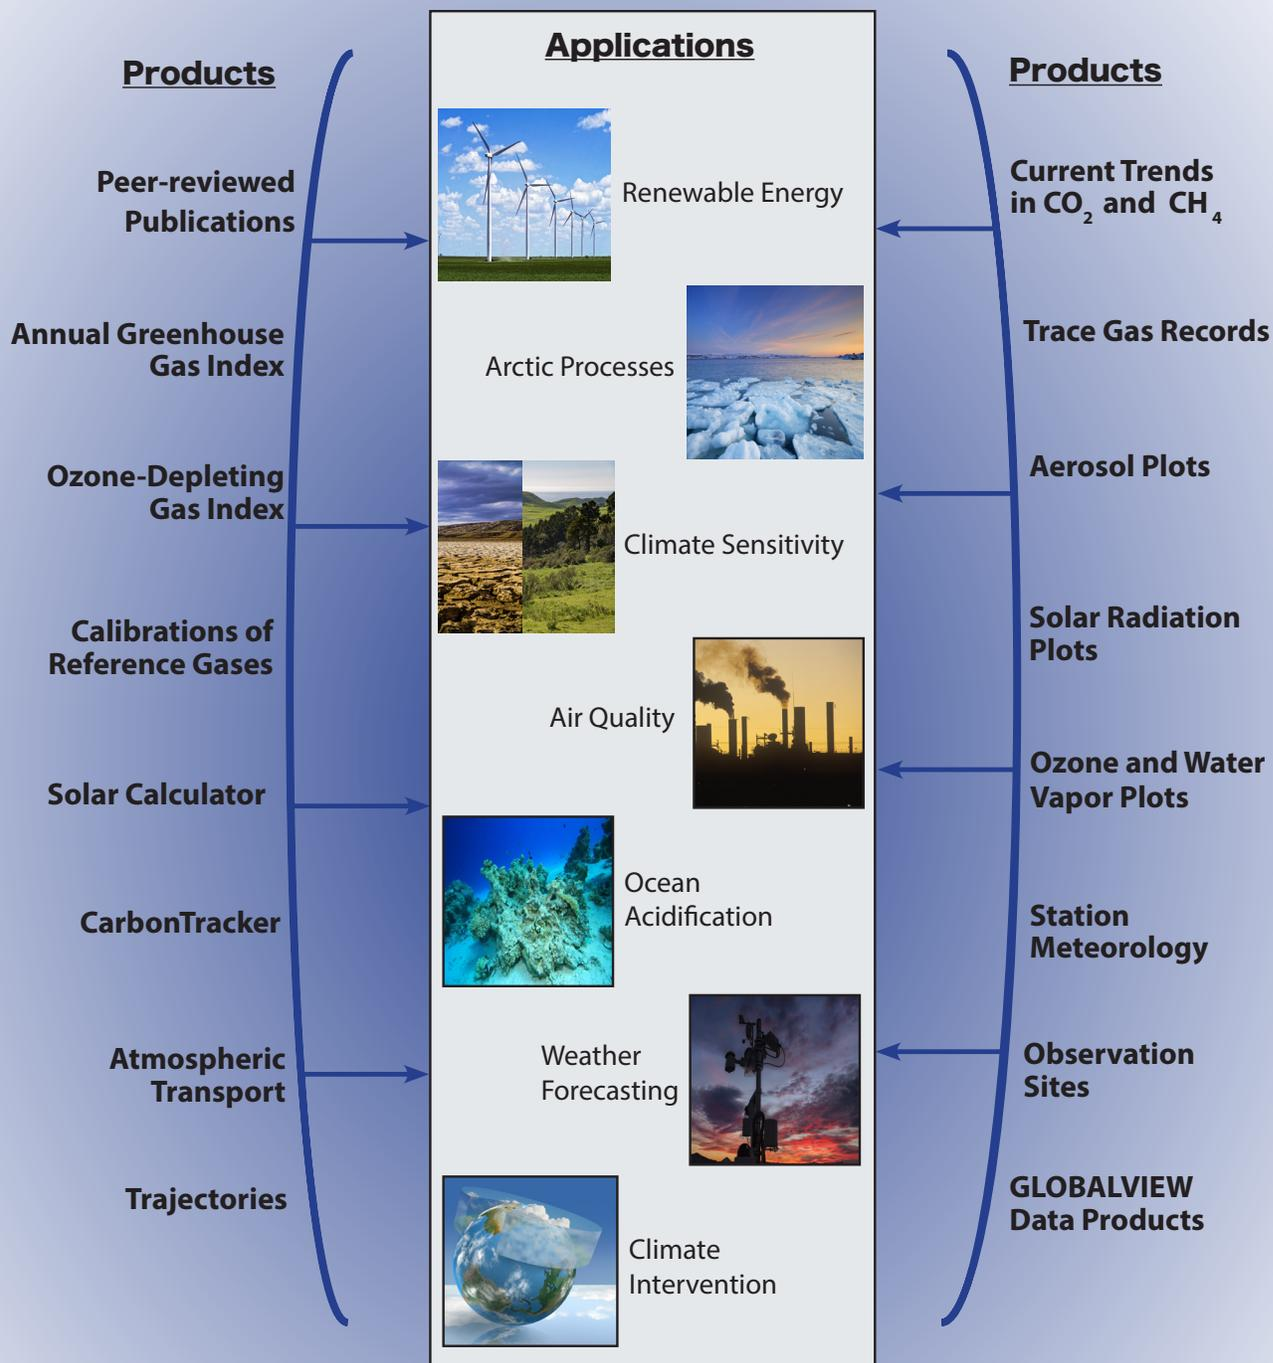 Products
Peer-reviewed
Publications
Annual Greenhouse
Gas Index
Ozone-Depleting
Gas Index
Calibrations of
Reference Gases
Solar Calculator
CarbonTracker
Atmospheric
Transport
Trajectories
Applications
Renewable Energy
Arctic Processes
Climate Sensitivity
Air Quality
Ocean
Acidification
Weather
Forecasting
Climate
Intervention
Products
Current Trends
in CO₂ and CH₄
Trace Gas Records
Aerosol Plots
Solar Radiation
Plots
Ozone and Water
Vapor Plots
Station
Meteorology
Observation
Sites
GLOBALVIEW
Data Products